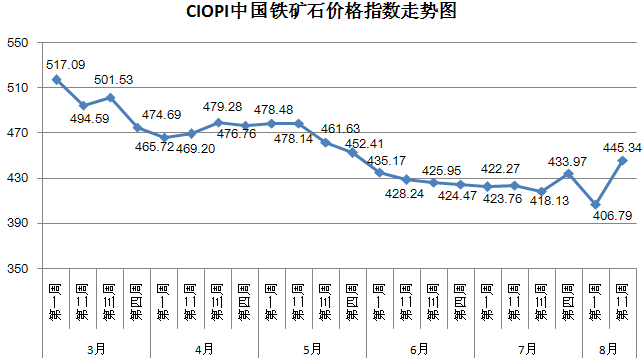 CIOPI中国铁矿石价格指数走势图
550
510
470
430
390
350
517.09
494.59
501.53
474.69
465.72
469.20
479.28
476.76
478.48
478.14
461.63
452.41
435.17
428.24
425.95
424.47
422.27
423.76
418.13
433.97
406.79
445.34
第一周
第二周
第三周
第四周
第一周
第二周
第三周
第四周
第一周
第二周
第三周
第四周
第一周
第二周
第三周
第四周
第一周
第二周
第三周
第四周
第一周
第二周
3月
4月
5月
6月
7月
8月